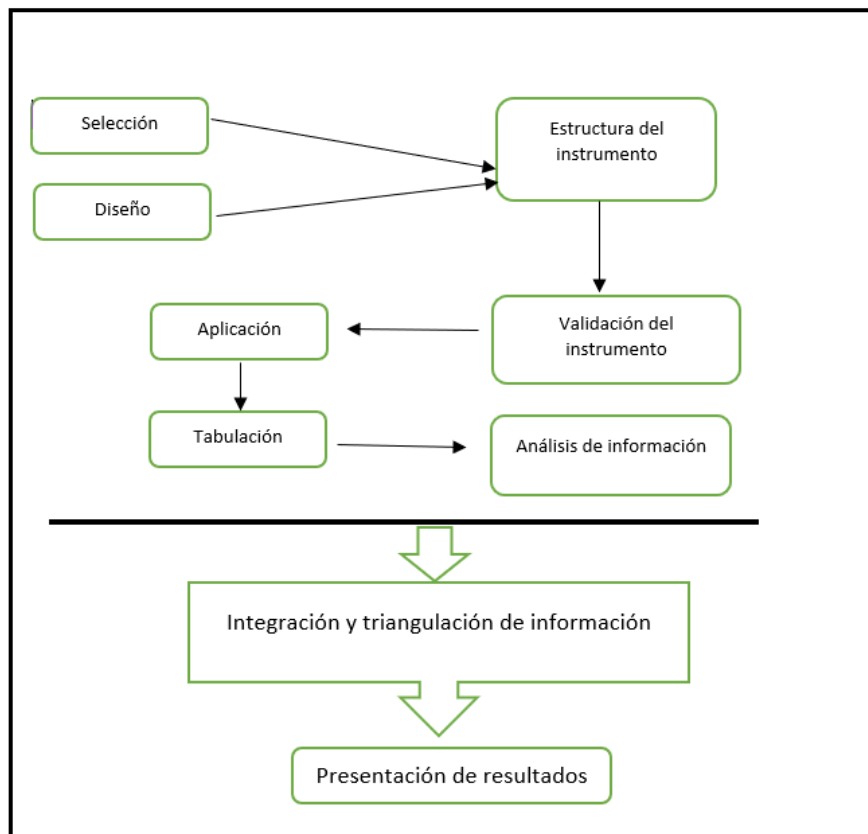 Selección
Estructura del
instrumento
Diseño
Validación del
instrumento
Aplicación
Tabulación
Análisis de información
Integración y triangulación de información
Presentación de resultados